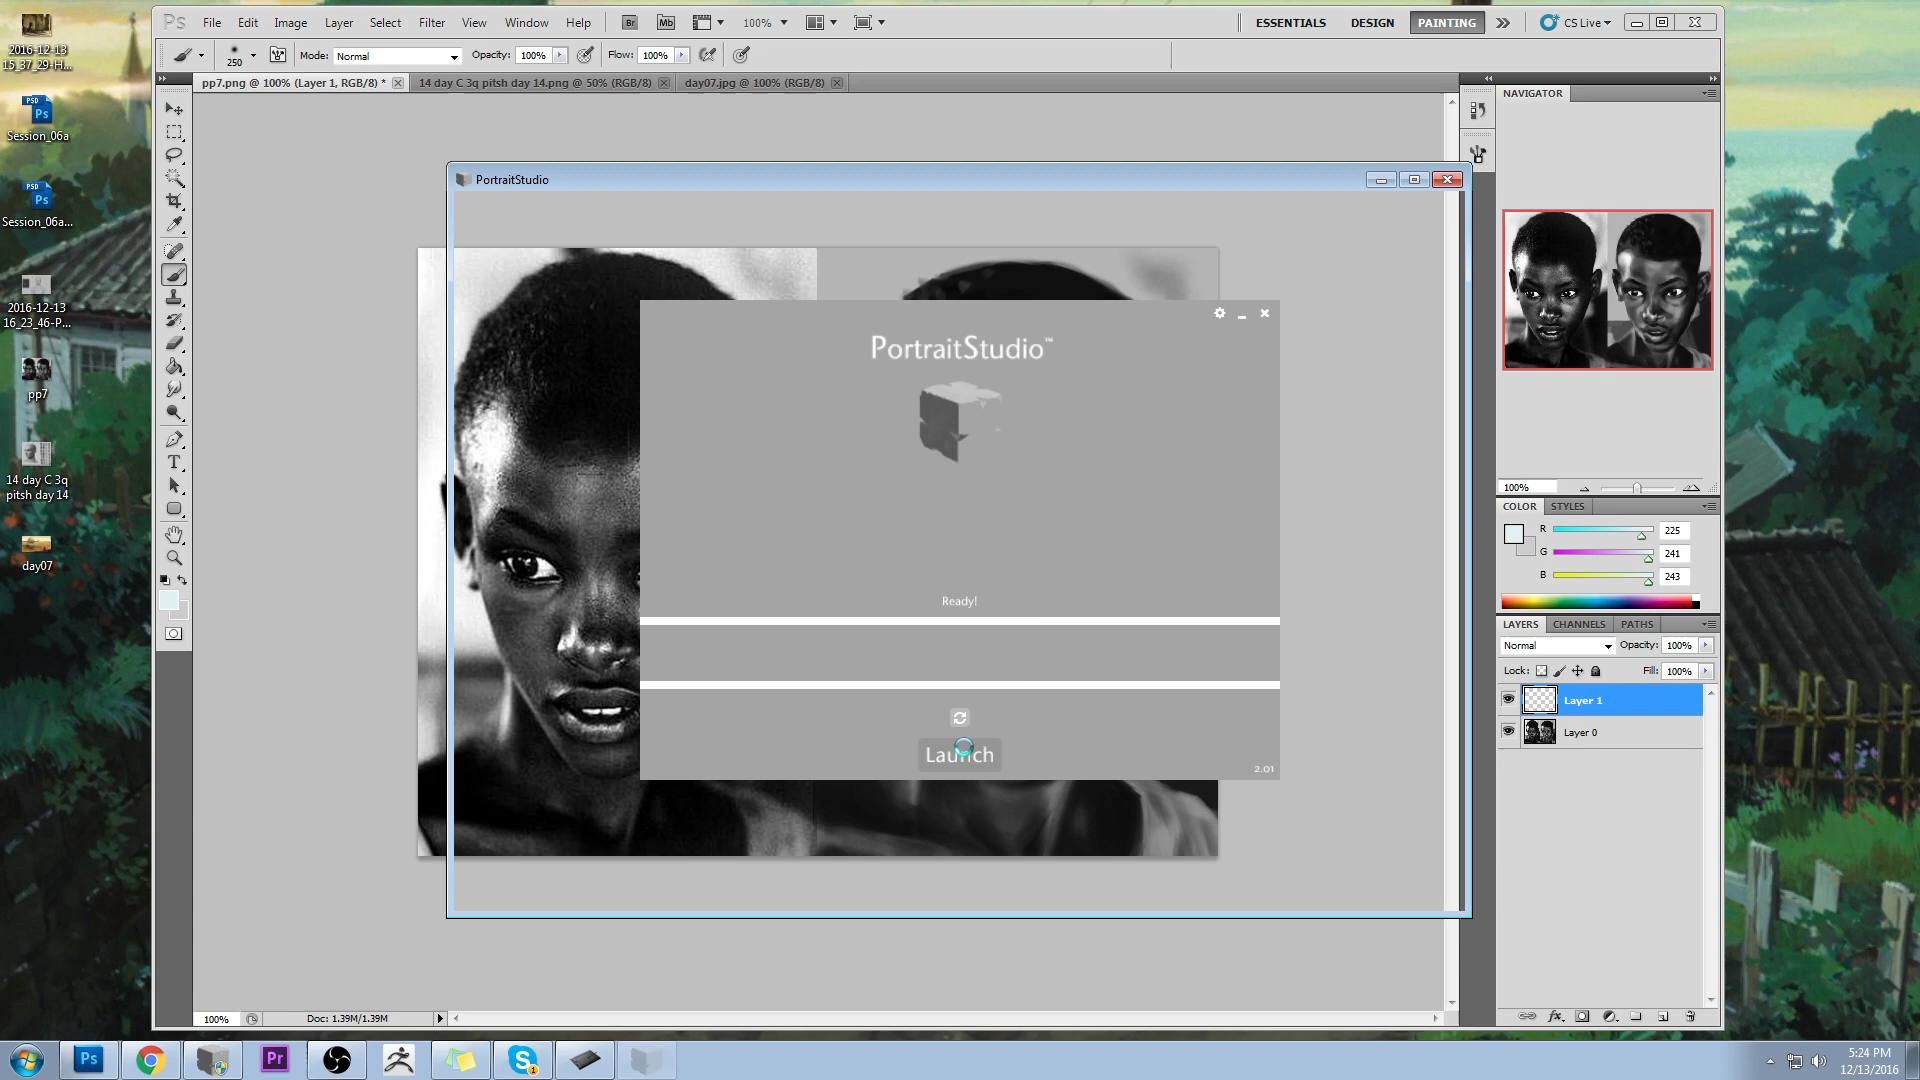 2016-12-13
15_37_29-H...
PSD
Ps
Session_06a
PSD
Ps
Session_06a...
2016-12-13
16_23_46-P...
pp7
14 day C 3q
pitsh day 14
day07
Ps
File Edit Image Layer Select Filter View Window Help Br Mb 100%
ESSENTIALS DESIGN PAINTING CS Live
250 Mode: Normal Opacity: 100% Flow: 100%
pp7.png @ 100% (Layer 1, RGB/8) * 14 day C 3q pitsh day 14.png @ 50% (RGB/8) day07.jpg @ 100% (RGB/8)
T
PortraitStudio
PortraitStudio™
Ready!
Launch
2.01
NAVIGATOR
100%
COLOR STYLES
R 225
G 241
B 243
LAYERS CHANNELS PATHS
Normal Opacity: 100%
Lock: Fill: 100%
Layer 1
Layer 0
fx
100% Doc: 1.39M/1.39M
Ps
Pr
S
1
5:24 PM
12/13/2016